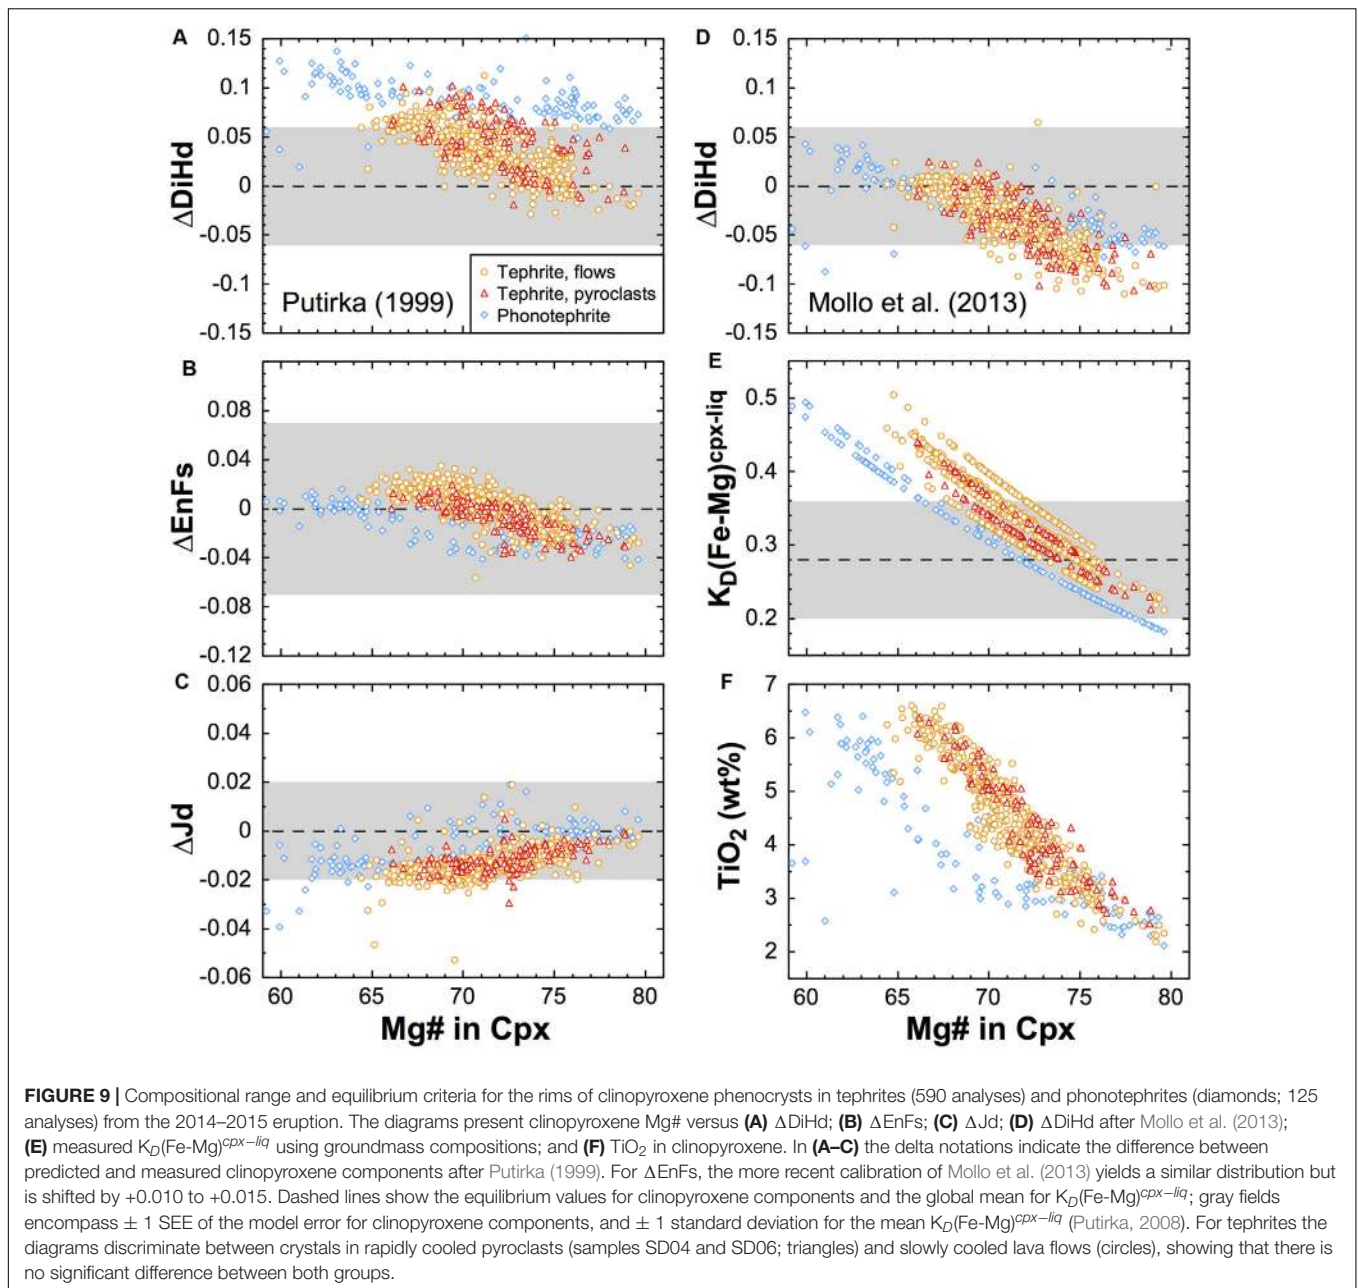 A
0.15
0.1
0.05
0
-0.05
-0.1
-0.15
ΔDiHd
Putirka (1999)
Tephrite, flows
Tephrite, pyroclasts
Phonotephrite
D
0.15
0.1
0.05
0
-0.05
-0.1
-0.15
ΔDiHd
Mollo et al. (2013)
B
0.08
0.04
0
-0.04
-0.08
-0.12
ΔEnFs
E
0.5
0.4
0.3
0.2
K_D(Fe-Mg)^cpx-liq
C
0.06
0.04
0.02
0
-0.02
-0.04
-0.06
ΔJd
60 65 70 75 80
Mg# in Cpx
F
7
6
5
4
3
2
TiO₂ (wt%)
60 65 70 75 80
Mg# in Cpx
FIGURE 9 | Compositional range and equilibrium criteria for the rims of clinopyroxene phenocrysts in tephrites (590 analyses) and phonotephrites (diamonds; 125
analyses) from the 2014–2015 eruption. The diagrams present clinopyroxene Mg# versus (A) ΔDiHd; (B) ΔEnFs; (C) ΔJd; (D) ΔDiHd after Mollo et al. (2013);
(E) measured K_D(Fe-Mg)^cpx−liq using groundmass compositions; and (F) TiO₂ in clinopyroxene. In (A–C) the delta notations indicate the difference between
predicted and measured clinopyroxene components after Putirka (1999). For ΔEnFs, the more recent calibration of Mollo et al. (2013) yields a similar distribution but
is shifted by +0.010 to +0.015. Dashed lines show the equilibrium values for clinopyroxene components and the global mean for K_D(Fe-Mg)^cpx−liq; gray fields
encompass ± 1 SEE of the model error for clinopyroxene components, and ± 1 standard deviation for the mean K_D(Fe-Mg)^cpx−liq (Putirka, 2008). For tephrites the
diagrams discriminate between crystals in rapidly cooled pyroclasts (samples SD04 and SD06; triangles) and slowly cooled lava flows (circles), showing that there is
no significant difference between both groups.